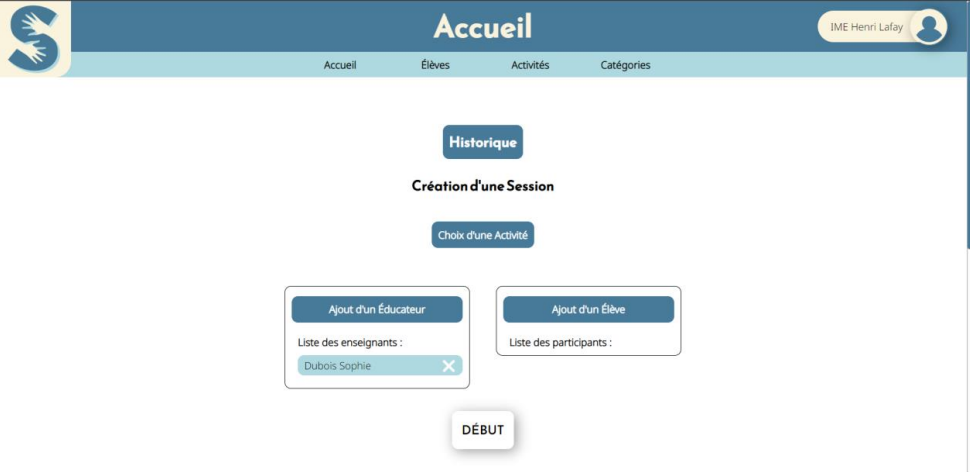 Accueil
IME Henri Lafay
Accueil Élèves Activités Catégories
Historique
Création d'une Session
Choix d'une Activité
Ajout d'un Éducateur
Liste des enseignants :
Dubois Sophie
Ajout d'un Élève
Liste des participants :
DÉBUT